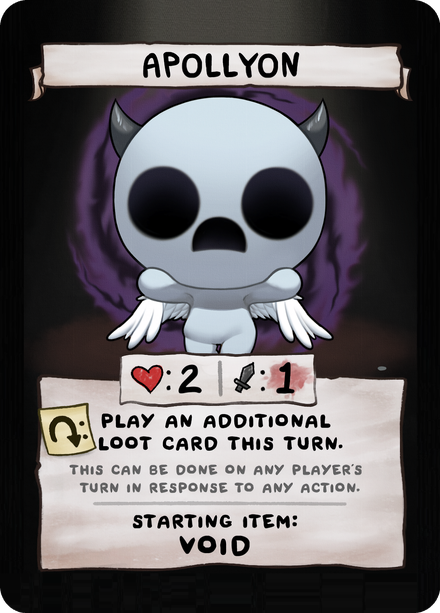 APOLLYON
:2 :1
PLAY AN ADDITIONAL
LOOT CARD THIS TURN.
THIS CAN BE DONE ON ANY PLAYER'S
TURN IN RESPONSE TO ANY ACTION.
STARTING ITEM:
VOID